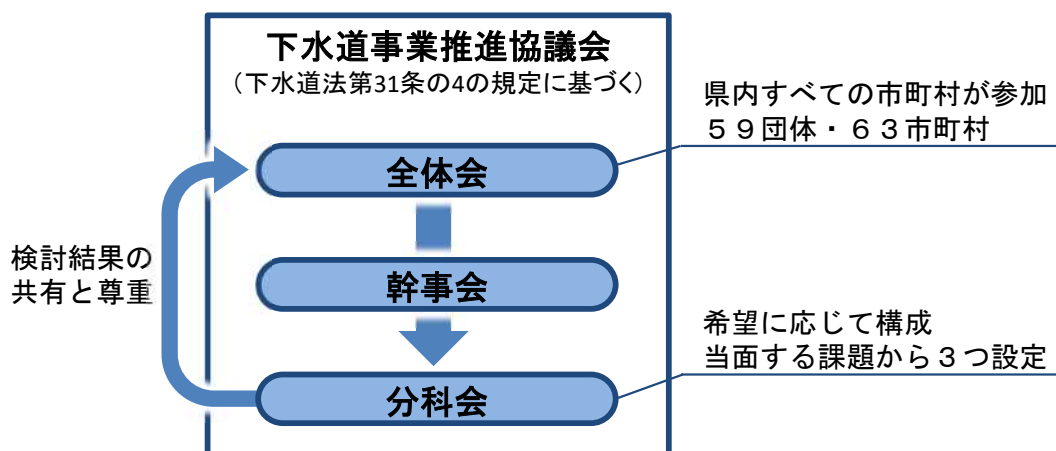 下水道事業推進協議会
（下水道法第31条の4の規定に基づく）
県内すべての市町村が参加
５９団体・６３市町村
全体会
検討結果の
共有と尊重
幹事会
希望に応じて構成
当面する課題から３つ設定
分科会